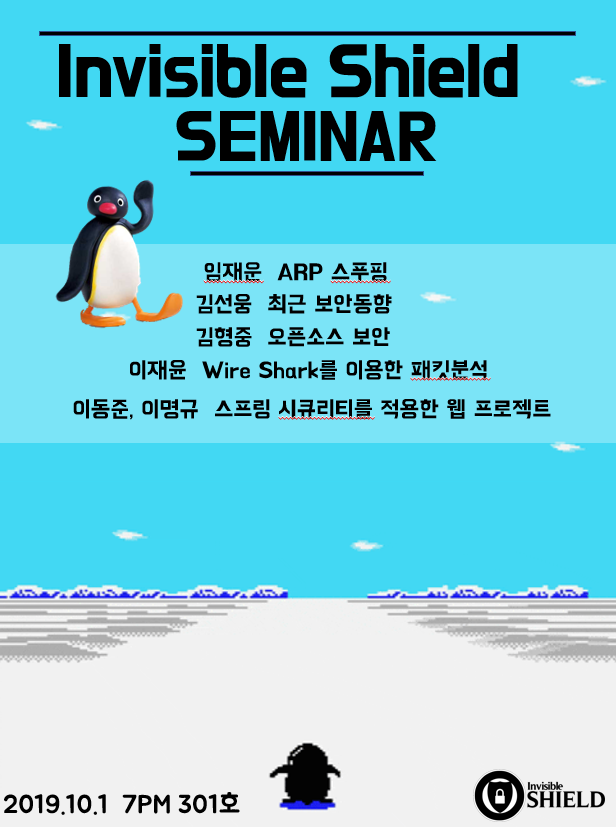 Invisible Shield
SEMINAR
임재운 ARP 스푸핑
김선웅 최근 보안동향
김형중 오픈소스 보안
이재윤 Wire Shark를 이용한 패킷분석
이동준, 이명규 스프링 시큐리티를 적용한 웹 프로젝트
2019.10.1 7PM 301호
Invisible
SHIELD